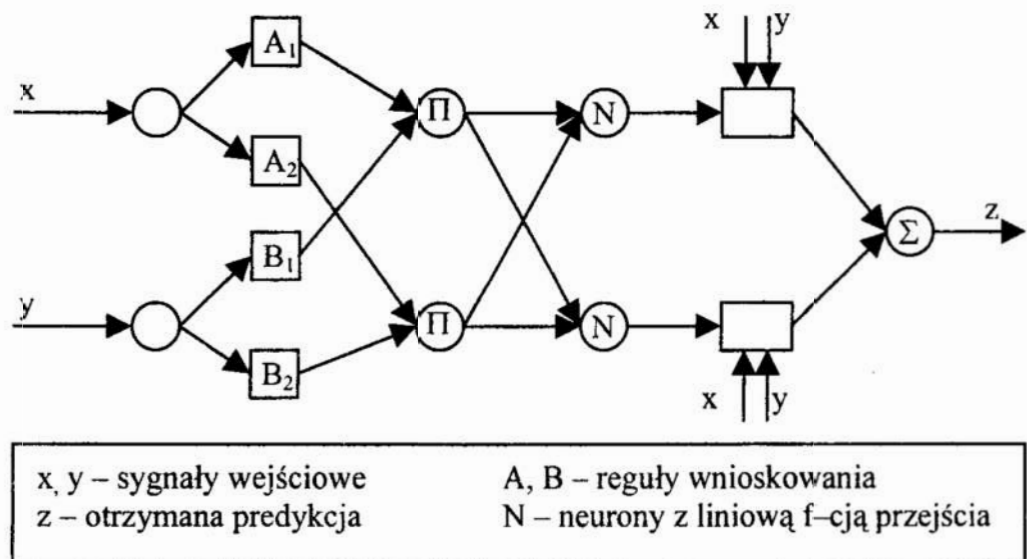 x y
A₁
x Π N
A₂
z
Σ
B₁
y Π N
B₂
x y
x, y – sygnały wejściowe A, B – reguły wnioskowania
z – otrzymana predykcja N – neurony z liniową f–cją przejścia